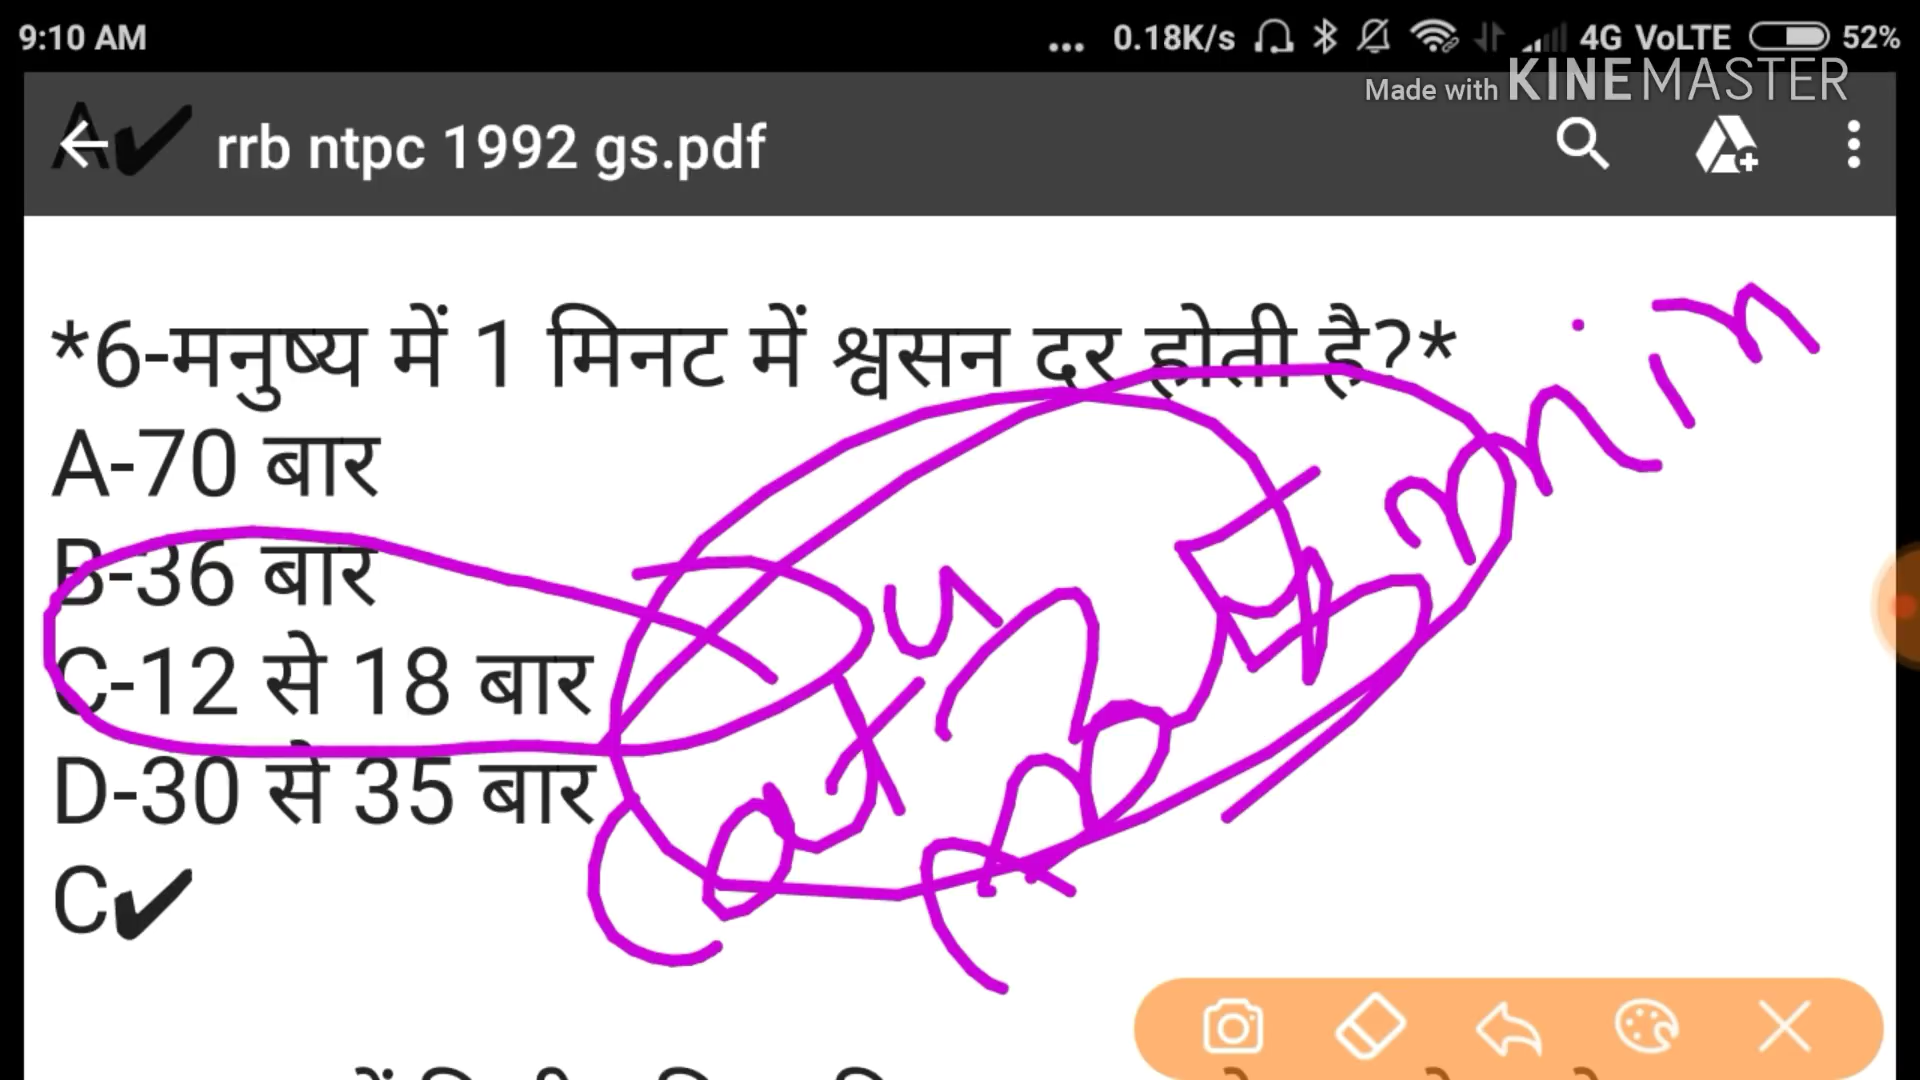 9:10 AM
... 0.18K/s 4G VoLTE 52%
Made with KINEMASTER
A✔
rrb ntpc 1992 gs.pdf
*6-मनुष्य में 1 मिनट में श्वसन दर होती है?*
A-70 बार
B-36 बार
C-12 से 18 बार
D-30 से 35 बार
C✔
min